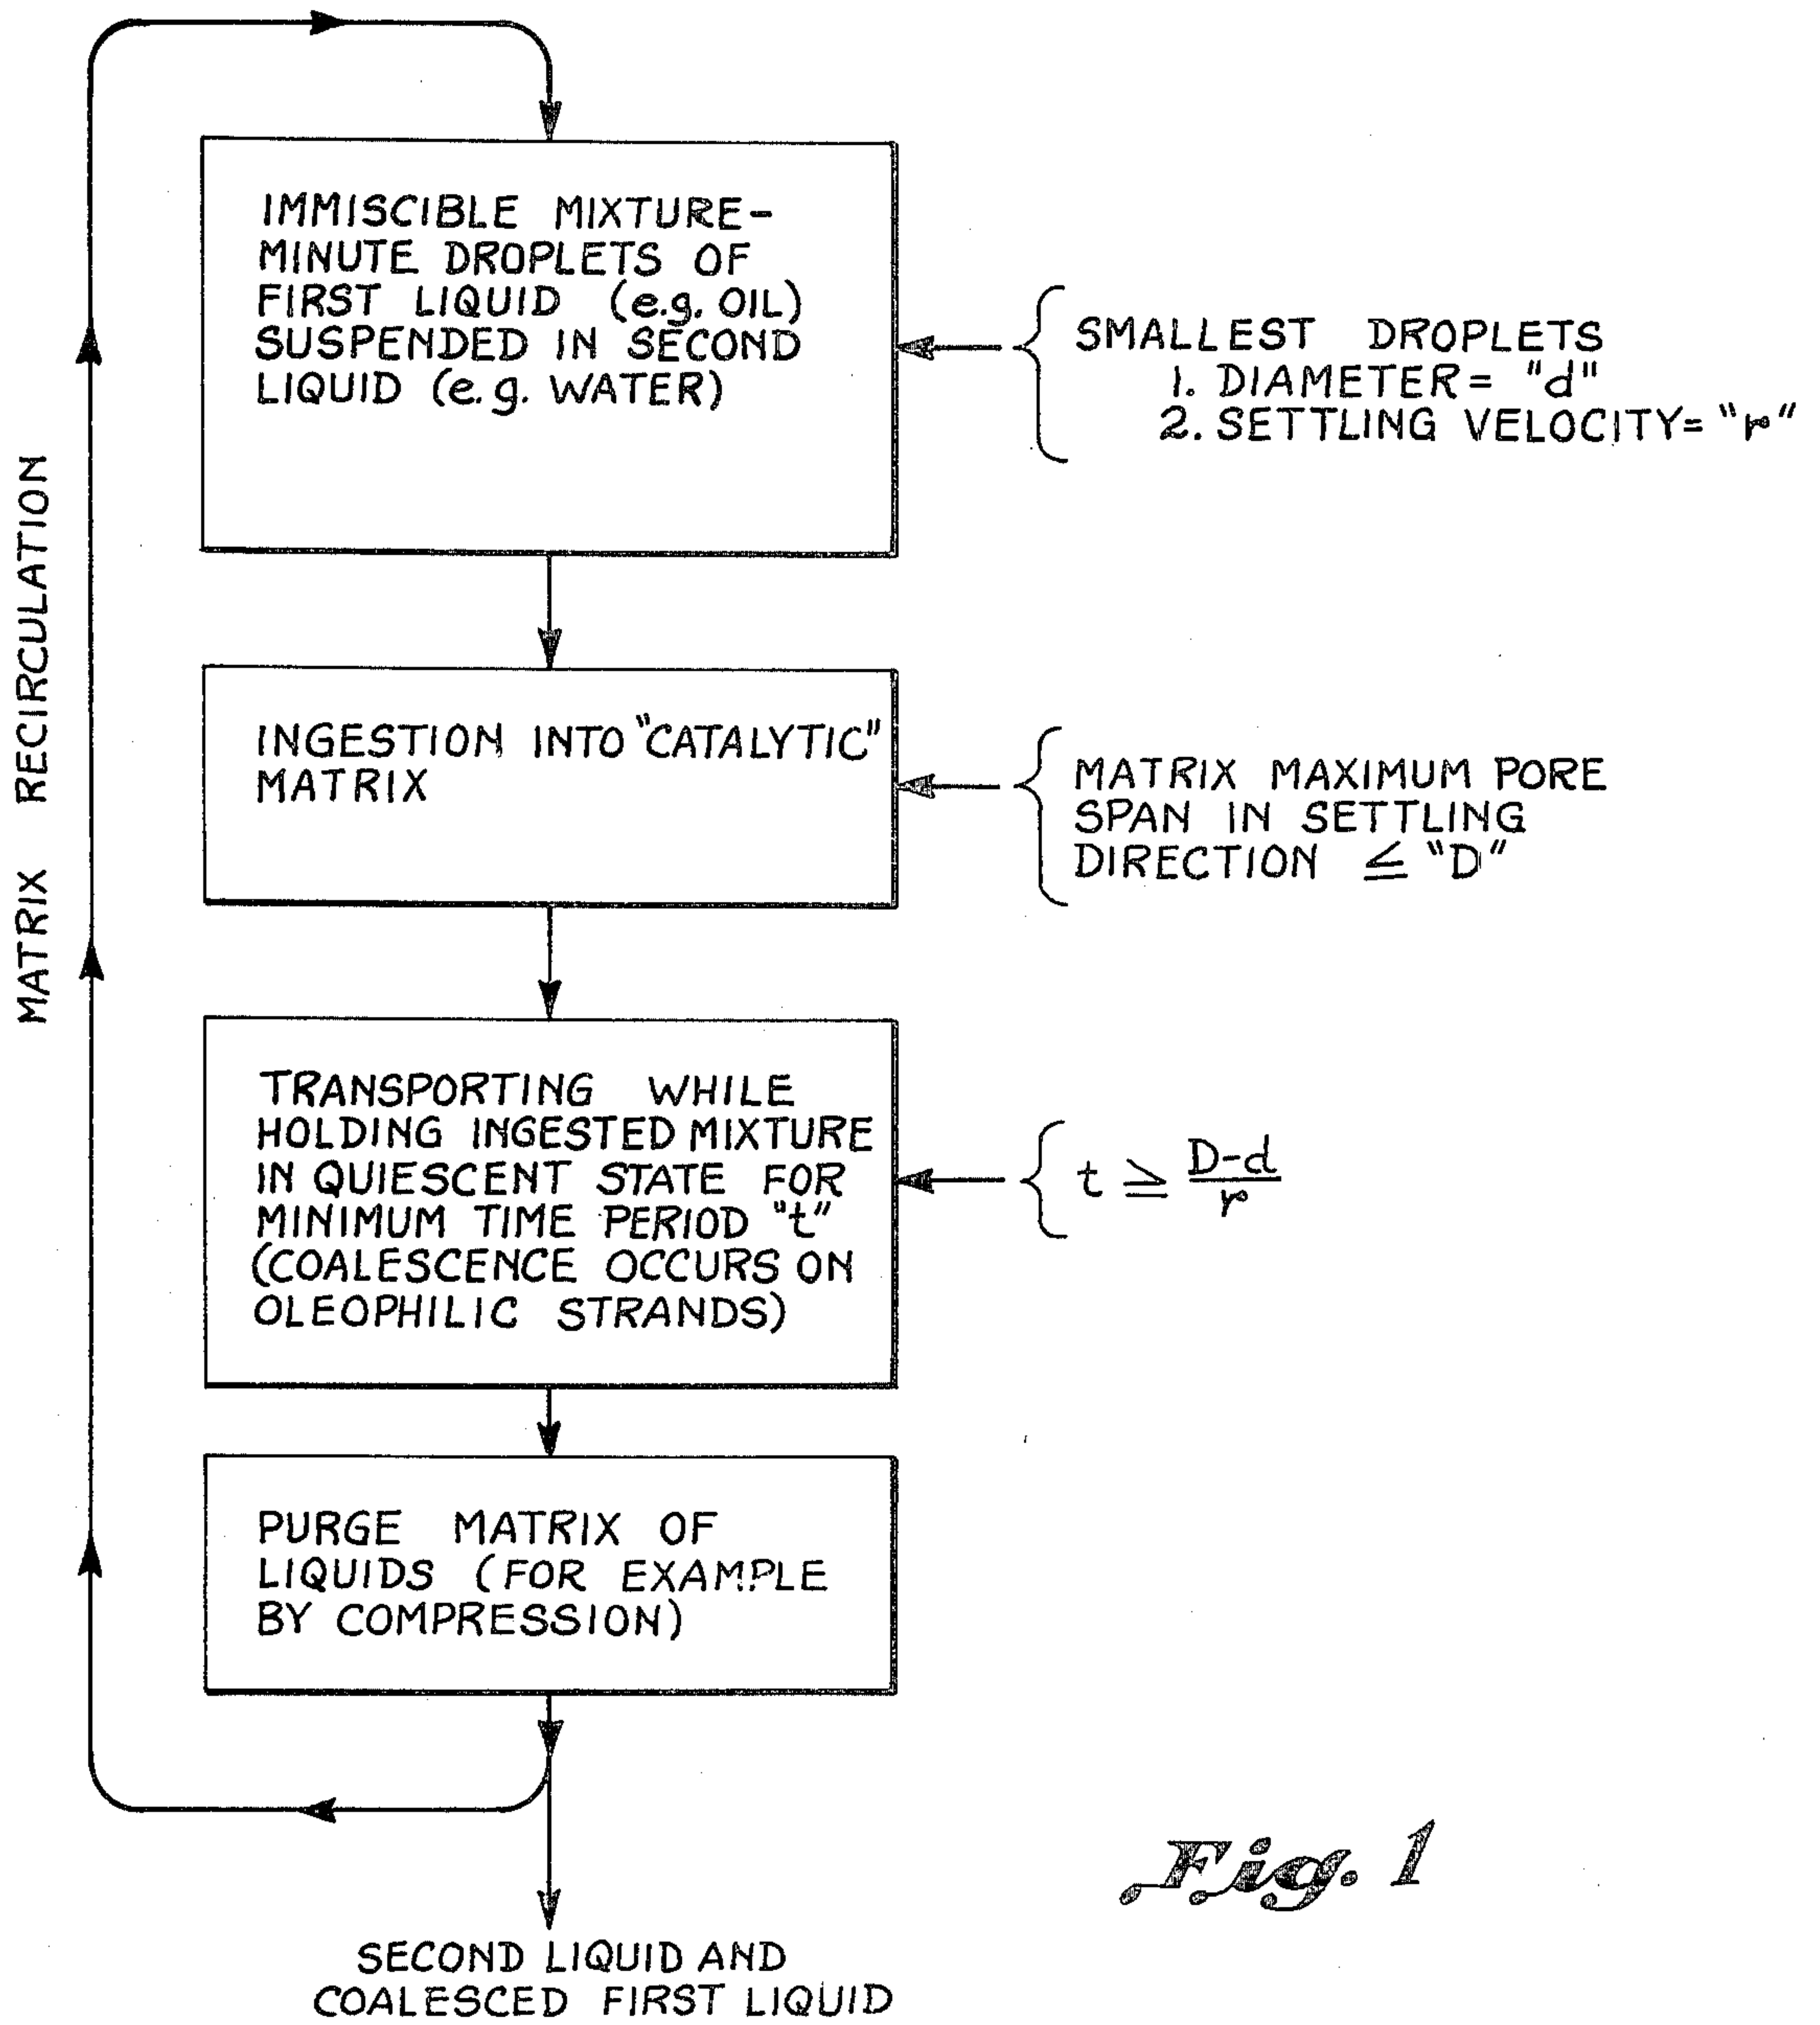 IMMISCIBLE MIXTURE-
MINUTE DROPLETS OF
FIRST LIQUID (e.g. OIL)
SUSPENDED IN SECOND
LIQUID (e.g. WATER)
SMALLEST DROPLETS
1. DIAMETER = "d"
2. SETTLING VELOCITY = "r"
MATRIX RECIRCULATION
INGESTION INTO "CATALYTIC"
MATRIX
MATRIX MAXIMUM PORE
SPAN IN SETTLING
DIRECTION ≦ "D"
TRANSPORTING WHILE
HOLDING INGESTED MIXTURE
IN QUIESCENT STATE FOR
MINIMUM TIME PERIOD "t"
(COALESCENCE OCCURS ON
OLEOPHILIC STRANDS)
t ≧ D-d/r
PURGE MATRIX OF
LIQUIDS (FOR EXAMPLE
BY COMPRESSION)
SECOND LIQUID AND
COALESCED FIRST LIQUID
Fig. 1